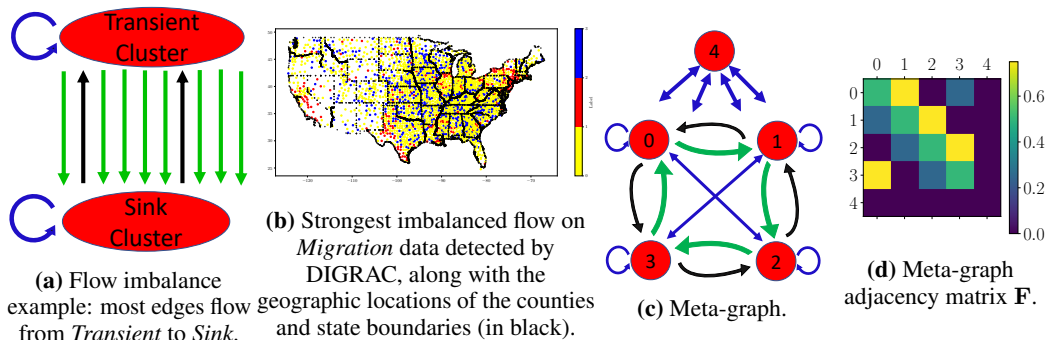 Transient
Cluster
Sink
Cluster
(a) Flow imbalance
example: most edges flow
from Transient to Sink.
(b) Strongest imbalanced flow on
Migration data detected by
DIGRAC, along with the
geographic locations of the counties
and state boundaries (in black).
4
0
1
3
2
(c) Meta-graph.
0 1 2 3 4
0
1
2
3
4
0.6
0.4
0.2
0.0
(d) Meta-graph
adjacency matrix F.